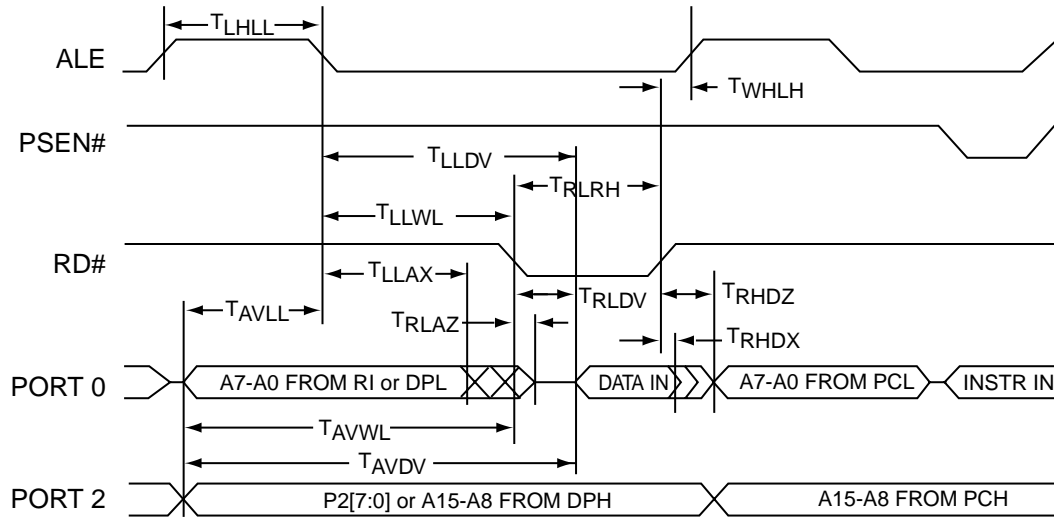 TLHLL
ALE
TWHLH
PSEN#
TLLDV
TRLRH
TLLWL
RD#
TLLAX
TAVLL
TRLAZ
TRLDV
TRHDZ
TRHDX
PORT 0
A7-A0 FROM RI or DPL
DATA IN
A7-A0 FROM PCL
INSTR IN
TAVWL
TAVDV
PORT 2
P2[7:0] or A15-A8 FROM DPH
A15-A8 FROM PCH